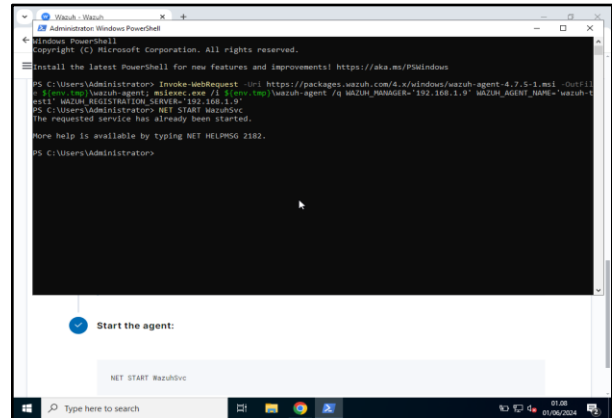 Wazuh - Wazuh
Administrator: Windows PowerShell
Windows PowerShell
Copyright (C) Microsoft Corporation. All rights reserved.
Install the latest PowerShell for new features and improvements! https://aka.ms/PSWindows
PS C:\Users\Administrator> Invoke-WebRequest -Uri https://packages.wazuh.com/4.x/windows/wazuh-agent-4.7.5-1.msi -OutFil
e ${env.tmp}\wazuh-agent; msiexec.exe /i ${env.tmp}\wazuh-agent /q WAZUH_MANAGER='192.168.1.9' WAZUH_AGENT_NAME='wazuh-t
est1' WAZUH_REGISTRATION_SERVER='192.168.1.9'
PS C:\Users\Administrator> NET START WazuhSvc
The requested service has already been started.
More help is available by typing NET HELPMSG 2182.
PS C:\Users\Administrator>
Start the agent:
NET START WazuhSvc
Type here to search
01.08
01/06/2024